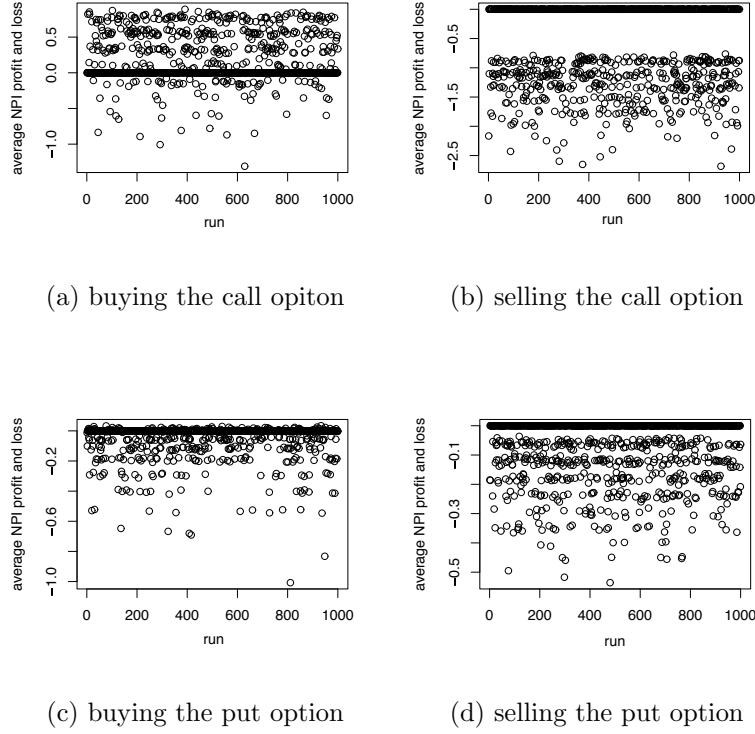 average NPI profit and loss
0.5
0.0
−1.0
0 200 400 600 800 1000
run
(a) buying the call opiton
average NPI profit and loss
−0.5
−1.5
−2.5
0 200 400 600 800 1000
run
(b) selling the call option
average NPI profit and loss
−0.2
−0.6
−1.0
0 200 400 600 800 1000
run
(c) buying the put option
average NPI profit and loss
−0.1
−0.3
−0.5
0 200 400 600 800 1000
run
(d) selling the put option